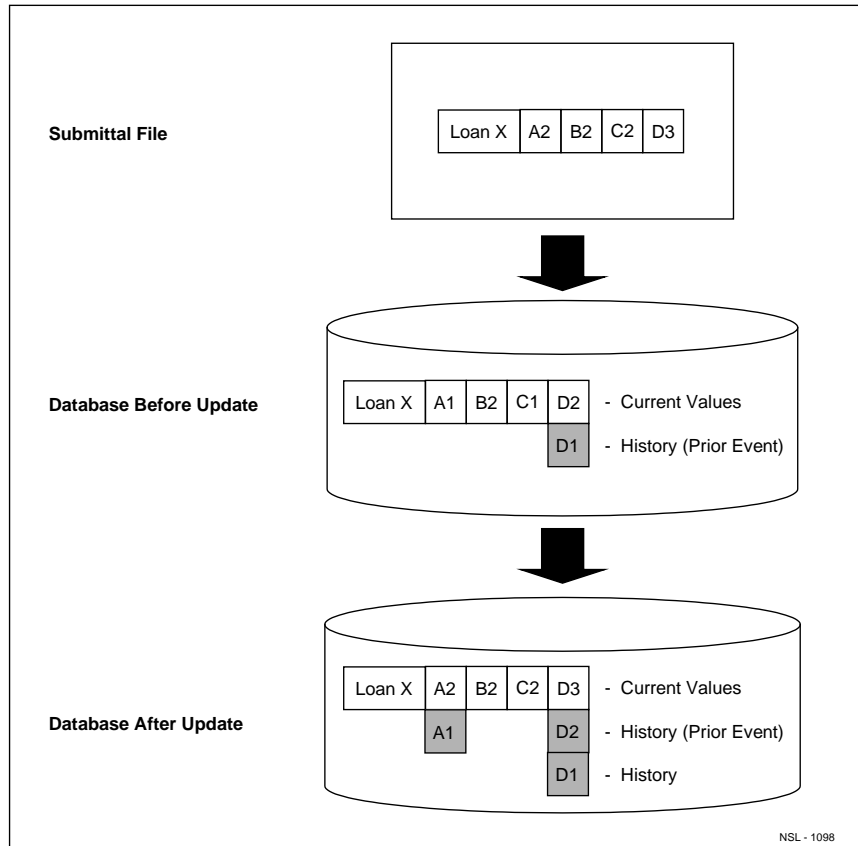 Submittal File
Loan X A2 B2 C2 D3
Database Before Update
Loan X A1 B2 C1 D2 - Current Values
D1 - History (Prior Event)
Database After Update
Loan X A2 B2 C2 D3 - Current Values
A1 D2 - History (Prior Event)
D1 - History
NSL - 1098